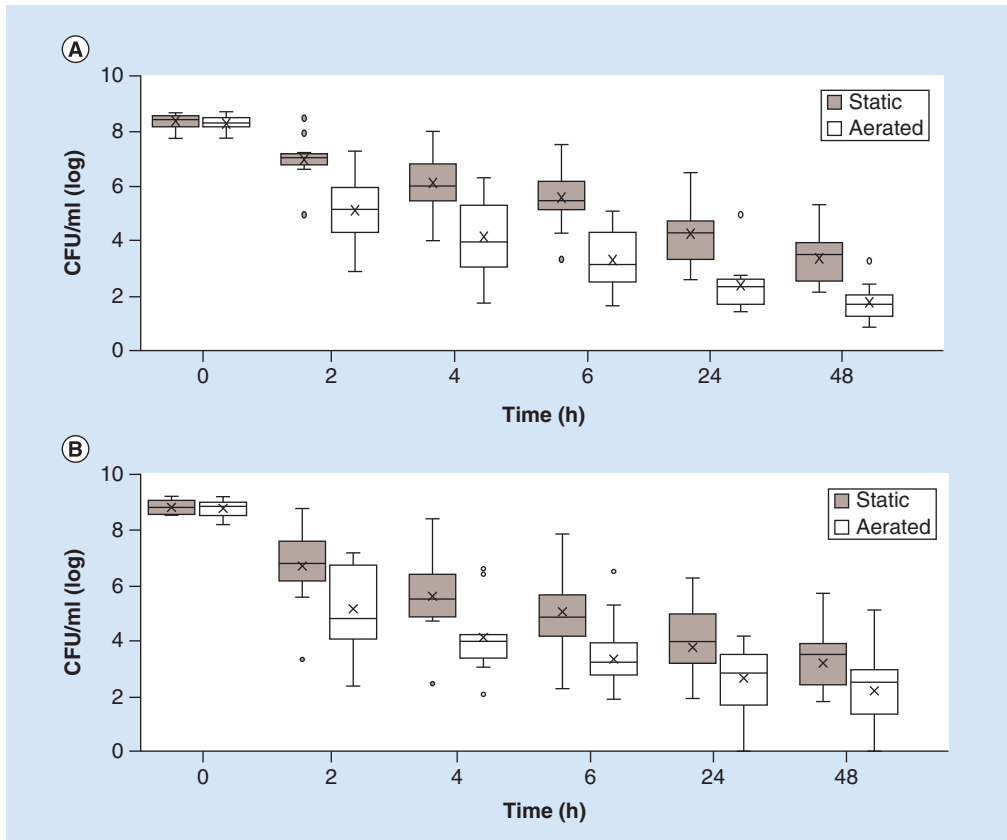 A
10
8
6
4
2
0
CFU/ml (log)
Static
Aerated
0 2 4 6 24 48
Time (h)
B
10
8
6
4
2
0
CFU/ml (log)
Static
Aerated
0 2 4 6 24 48
Time (h)